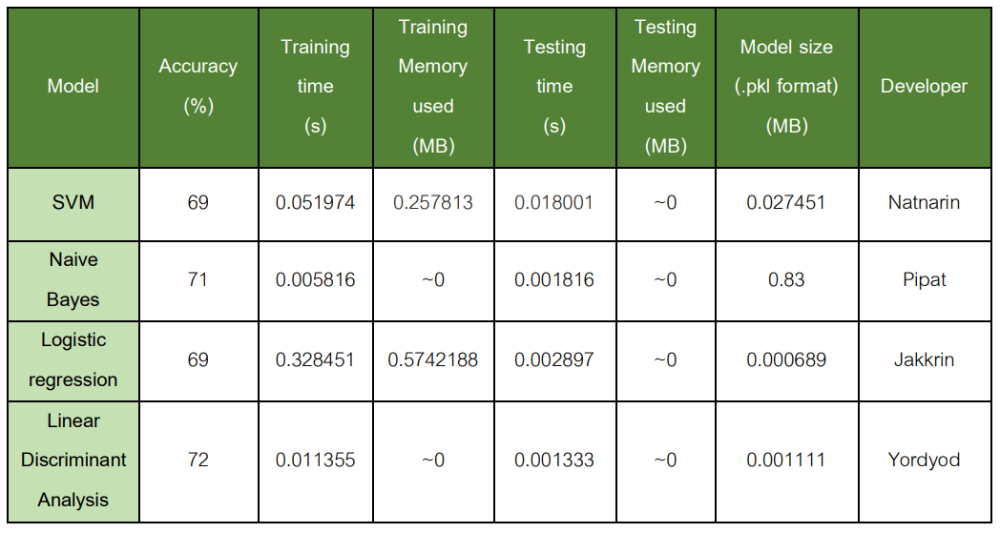 Model
Accuracy
(%)
Training
time
(s)
Training
Memory
used
(MB)
Testing
time
(s)
Testing
Memory
used
(MB)
Model size
(.pkl format)
(MB)
Developer
SVM
69
0.051974
0.257813
0.018001
~0
0.027451
Natnarin
Naive
Bayes
71
0.005816
~0
0.001816
~0
0.83
Pipat
Logistic
regression
69
0.328451
0.5742188
0.002897
~0
0.000689
Jakkrin
Linear
Discriminant
Analysis
72
0.011355
~0
0.001333
~0
0.001111
Yordyod